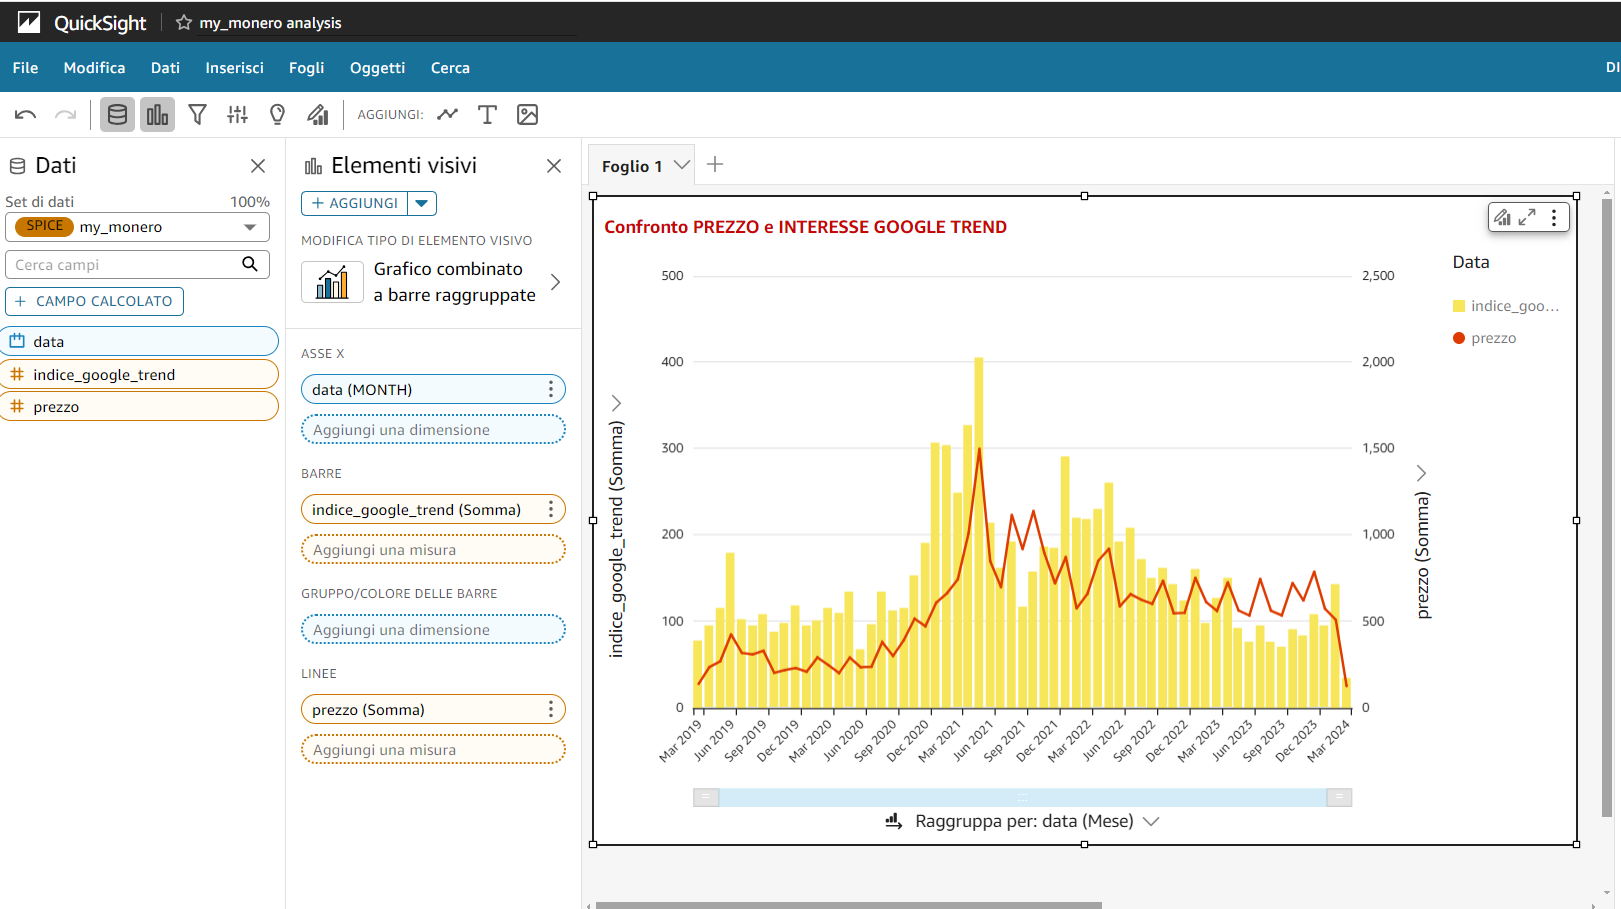 QuickSight
my_monero analysis
File Modifica Dati Inserisci Fogli Oggetti Cerca
DI
AGGIUNGI:
Dati
Set di dati 100%
SPICE my_monero
Cerca campi
+ CAMPO CALCOLATO
data
# indice_google_trend
# prezzo
Elementi visivi
+ AGGIUNGI
MODIFICA TIPO DI ELEMENTO VISIVO
Grafico combinato
a barre raggruppate
ASSE X
data (MONTH)
Aggiungi una dimensione
BARRE
indice_google_trend (Somma)
Aggiungi una misura
GRUPPO/COLORE DELLE BARRE
Aggiungi una dimensione
LINEE
prezzo (Somma)
Aggiungi una misura
Foglio 1
Confronto PREZZO e INTERESSE GOOGLE TREND
indice_google_trend (Somma)
500
400
300
200
100
0
2,500
2,000
1,500
1,000
500
0
prezzo (Somma)
Mar 2019
Jun 2019
Sep 2019
Dec 2019
Mar 2020
Jun 2020
Sep 2020
Dec 2020
Mar 2021
Jun 2021
Sep 2021
Dec 2021
Mar 2022
Jun 2022
Sep 2022
Dec 2022
Mar 2023
Jun 2023
Sep 2023
Dec 2023
Mar 2024
Raggruppa per: data (Mese)
Data
indice_goo...
prezzo